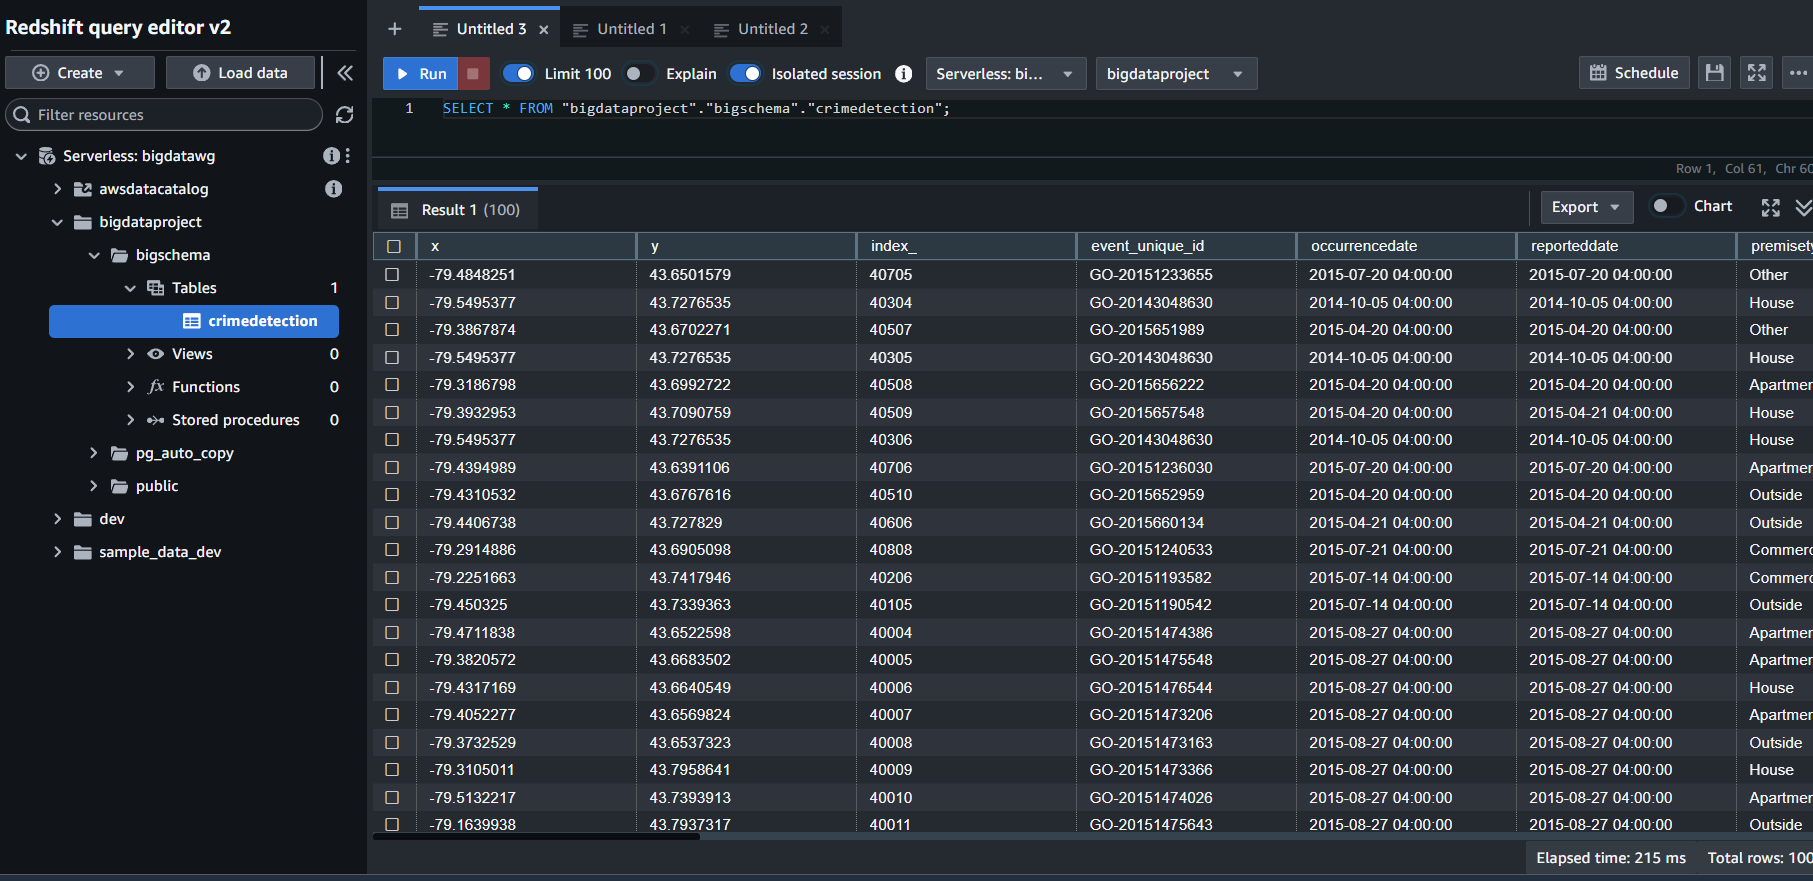 Redshift query editor v2
Create
Load data
Filter resources
Serverless: bigdatawg
awsdatacatalog
bigdataproject
bigschema
Tables 1
crimedetection
Views 0
Functions 0
Stored procedures 0
pg_auto_copy
public
dev
sample_data_dev
Untitled 3 Untitled 1 Untitled 2
Run Limit 100 Explain Isolated session Serverless: bi... bigdataproject Schedule
1 SELECT * FROM "bigdataproject"."bigschema"."crimedetection";
Row 1, Col 61, Chr 60
Result 1 (100) Export Chart
x y index_ event_unique_id occurrencedate reporteddate premisety
-79.4848251 43.6501579 40705 GO-20151233655 2015-07-20 04:00:00 2015-07-20 04:00:00 Other
-79.5495377 43.7276535 40304 GO-20143048630 2014-10-05 04:00:00 2014-10-05 04:00:00 House
-79.3867874 43.6702271 40507 GO-2015651989 2015-04-20 04:00:00 2015-04-20 04:00:00 Other
-79.5495377 43.7276535 40305 GO-20143048630 2014-10-05 04:00:00 2014-10-05 04:00:00 House
-79.3186798 43.6992722 40508 GO-2015656222 2015-04-20 04:00:00 2015-04-20 04:00:00 Apartmen
-79.3932953 43.7090759 40509 GO-2015657548 2015-04-20 04:00:00 2015-04-21 04:00:00 House
-79.5495377 43.7276535 40306 GO-20143048630 2014-10-05 04:00:00 2014-10-05 04:00:00 House
-79.4394989 43.6391106 40706 GO-20151236030 2015-07-20 04:00:00 2015-07-20 04:00:00 Apartmen
-79.4310532 43.6767616 40510 GO-2015652959 2015-04-20 04:00:00 2015-04-20 04:00:00 Outside
-79.4406738 43.727829 40606 GO-2015660134 2015-04-21 04:00:00 2015-04-21 04:00:00 Outside
-79.2914886 43.6905098 40808 GO-20151240533 2015-07-21 04:00:00 2015-07-21 04:00:00 Commerc
-79.2251663 43.7417946 40206 GO-20151193582 2015-07-14 04:00:00 2015-07-14 04:00:00 Commerc
-79.450325 43.7339363 40105 GO-20151190542 2015-07-14 04:00:00 2015-07-14 04:00:00 Outside
-79.4711838 43.6522598 40004 GO-20151474386 2015-08-27 04:00:00 2015-08-27 04:00:00 Apartmen
-79.3820572 43.6683502 40005 GO-20151475548 2015-08-27 04:00:00 2015-08-27 04:00:00 Apartmen
-79.4317169 43.6640549 40006 GO-20151476544 2015-08-27 04:00:00 2015-08-27 04:00:00 House
-79.4052277 43.6569824 40007 GO-20151473206 2015-08-27 04:00:00 2015-08-27 04:00:00 Apartmen
-79.3732529 43.6537323 40008 GO-20151473163 2015-08-27 04:00:00 2015-08-27 04:00:00 Outside
-79.3105011 43.7958641 40009 GO-20151473366 2015-08-27 04:00:00 2015-08-27 04:00:00 House
-79.5132217 43.7393913 40010 GO-20151474026 2015-08-27 04:00:00 2015-08-27 04:00:00 Apartmen
-79.1639938 43.7937317 40011 GO-20151475643 2015-08-27 04:00:00 2015-08-27 04:00:00 Outside
Elapsed time: 215 ms Total rows: 100